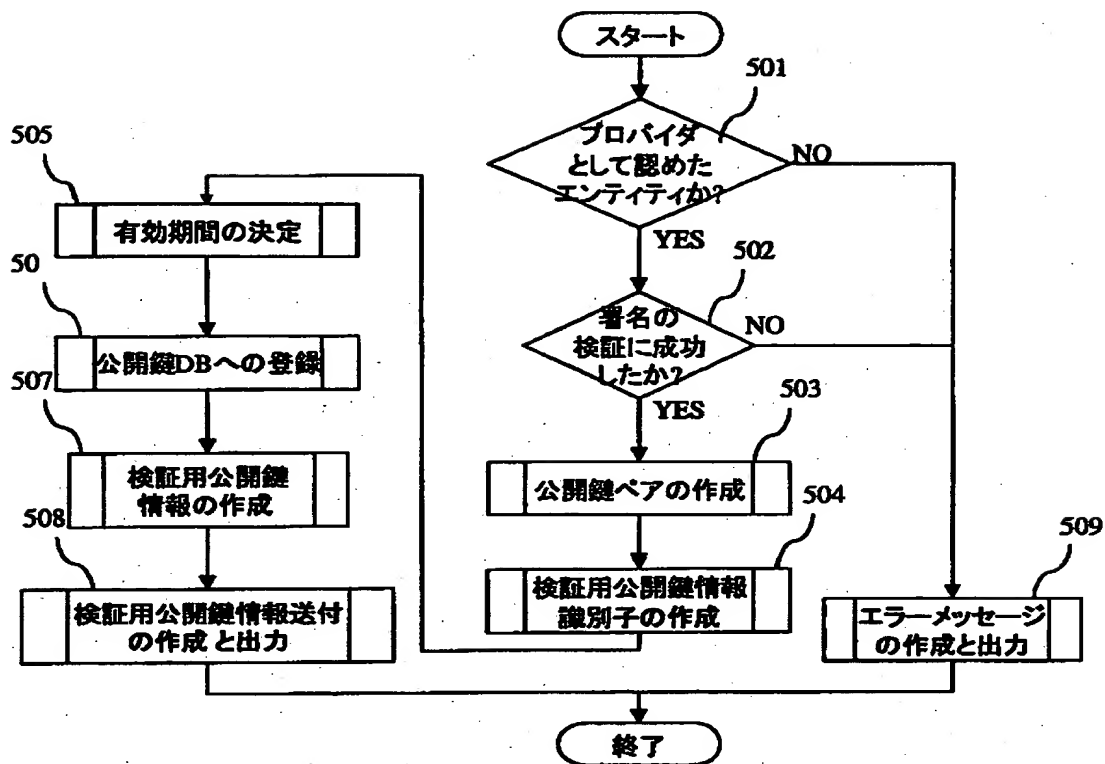 スタート
501
プロバイダ
として認めた
エンティティか?
NO
YES
502
署名の
検証に成功
したか?
NO
YES
503
公開鍵ペアの作成
504
検証用公開鍵情報
識別子の作成
505
有効期間の決定
50
公開鍵DBへの登録
507
検証用公開鍵
情報の作成
508
検証用公開鍵情報送付
の作成と出力
509
エラーメッセージ
の作成と出力
終了